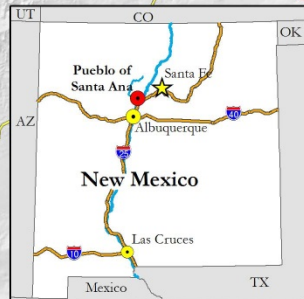 UT
CO
OK
Pueblo of
Santa Ana
Santa Fe
AZ
Albuquerque
40
25
New Mexico
Las Cruces
10
TX
Mexico